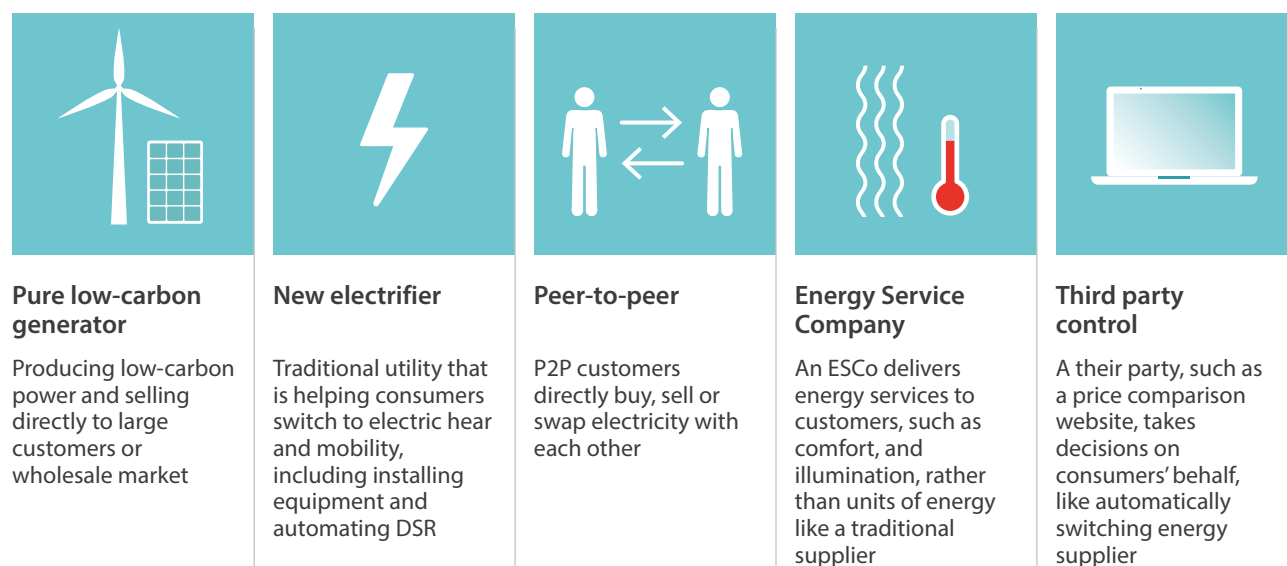 Pure low-carbon
generator
Producing low-carbon
power and selling
directly to large
customers or
wholesale market
New electrifier
Traditional utility that
is helping consumers
switch to electric hear
and mobility,
including installing
equipment and
automating DSR
Peer-to-peer
P2P customers
directly buy, sell or
swap electricity with
each other
Energy Service
Company
An ESCo delivers
energy services to
customers, such as
comfort, and
illumination, rather
than units of energy
like a traditional
supplier
Third party
control
A their party, such as
a price comparison
website, takes
decisions on
consumers’ behalf,
like automatically
switching energy
supplier